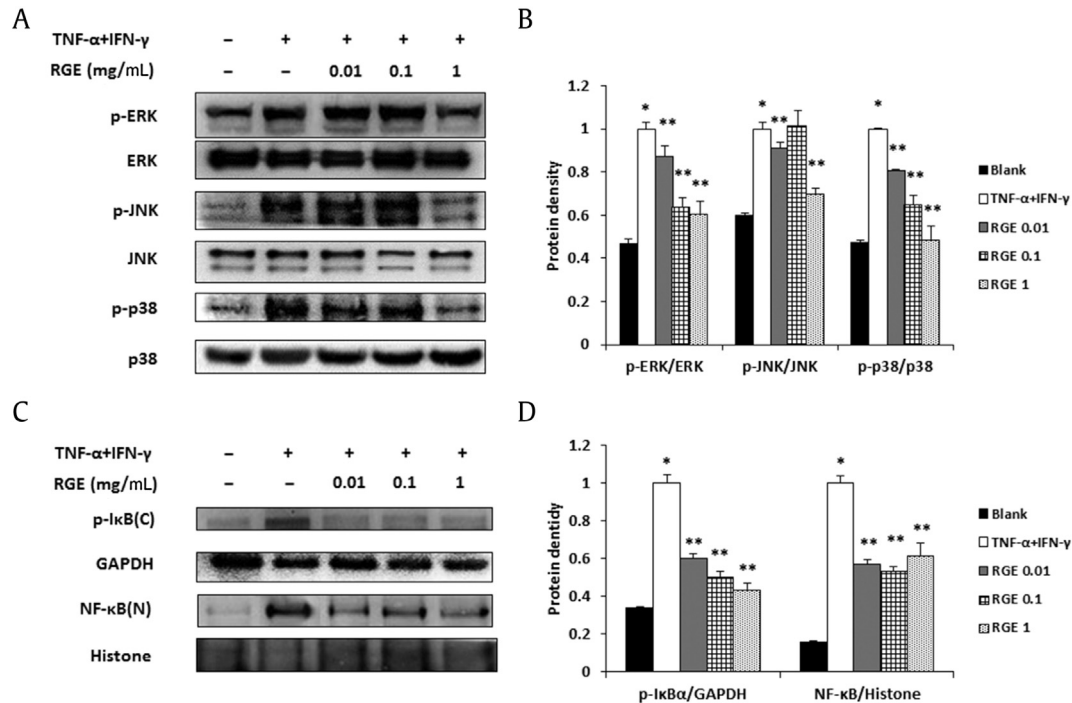 A
TNF-α+IFN-γ – + + + +
RGE (mg/mL) – – 0.01 0.1 1
p-ERK
ERK
p-JNK
JNK
p-p38
p38
B
Protein density
1.2
1
0.8
0.6
0.4
0.2
0
* ** ** **
* ** **
* ** ** **
p-ERK/ERK p-JNK/JNK p-p38/p38
Blank
TNF-α+IFN-γ
RGE 0.01
RGE 0.1
RGE 1
C
TNF-α+IFN-γ – + + + +
RGE (mg/mL) – – 0.01 0.1 1
p-IκB(C)
GAPDH
NF-κB(N)
Histone
D
Protein dentidy
1.2
1
0.8
0.6
0.4
0.2
0
* ** ** **
* ** ** **
p-IκBα/GAPDH NF-κB/Histone
Blank
TNF-α+IFN-γ
RGE 0.01
RGE 0.1
RGE 1